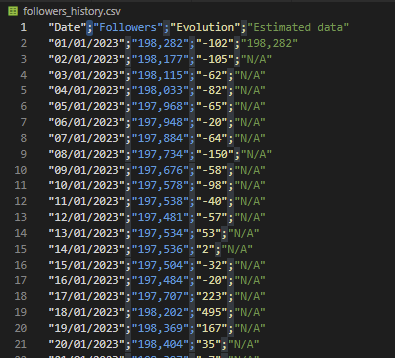 followers_history.csv
1 "Date";"Followers";"Evolution";"Estimated data"
2 "01/01/2023";"198,282";"-102";"198,282"
3 "02/01/2023";"198,177";"-105";"N/A"
4 "03/01/2023";"198,115";"-62";"N/A"
5 "04/01/2023";"198,033";"-82";"N/A"
6 "05/01/2023";"197,968";"-65";"N/A"
7 "06/01/2023";"197,948";"-20";"N/A"
8 "07/01/2023";"197,884";"-64";"N/A"
9 "08/01/2023";"197,734";"-150";"N/A"
10 "09/01/2023";"197,676";"-58";"N/A"
11 "10/01/2023";"197,578";"-98";"N/A"
12 "11/01/2023";"197,538";"-40";"N/A"
13 "12/01/2023";"197,481";"-57";"N/A"
14 "13/01/2023";"197,534";"53";"N/A"
15 "14/01/2023";"197,536";"2";"N/A"
16 "15/01/2023";"197,504";"-32";"N/A"
17 "16/01/2023";"197,484";"-20";"N/A"
18 "17/01/2023";"197,707";"223";"N/A"
19 "18/01/2023";"198,202";"495";"N/A"
20 "19/01/2023";"198,369";"167";"N/A"
21 "20/01/2023";"198,404";"35";"N/A"